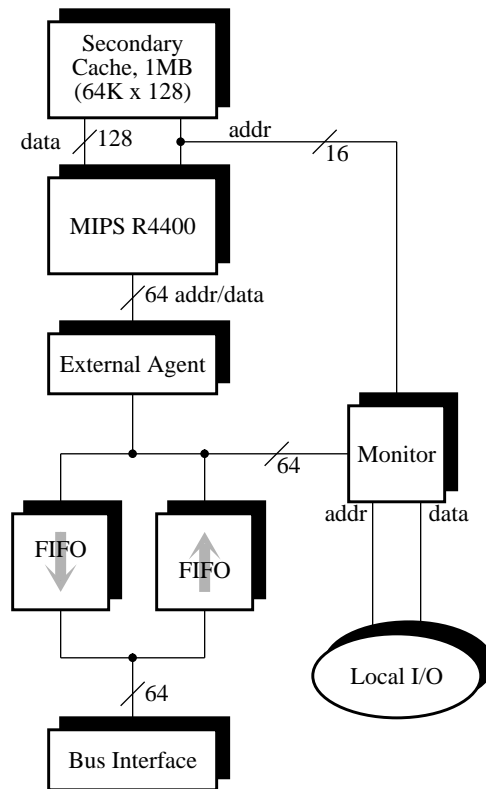 Secondary
Cache, 1MB
(64K x 128)
data
128
addr
16
MIPS R4400
64 addr/data
External Agent
64
Monitor
addr
data
FIFO
FIFO
Local I/O
64
Bus Interface